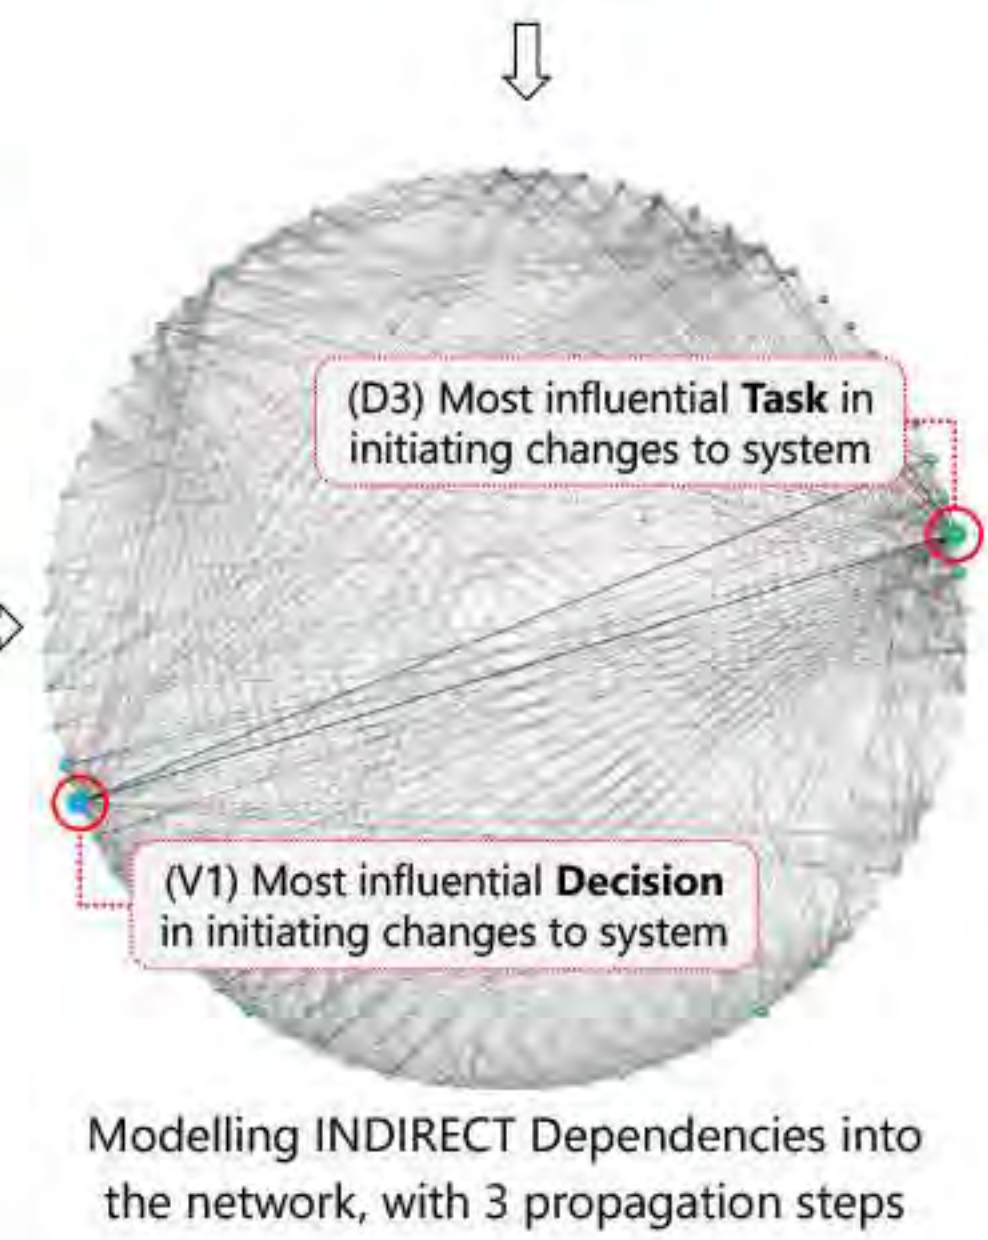 (D3) Most influential Task in
initiating changes to system
(V1) Most influential Decision
in initiating changes to system
Modelling INDIRECT Dependencies into
the network, with 3 propagation steps